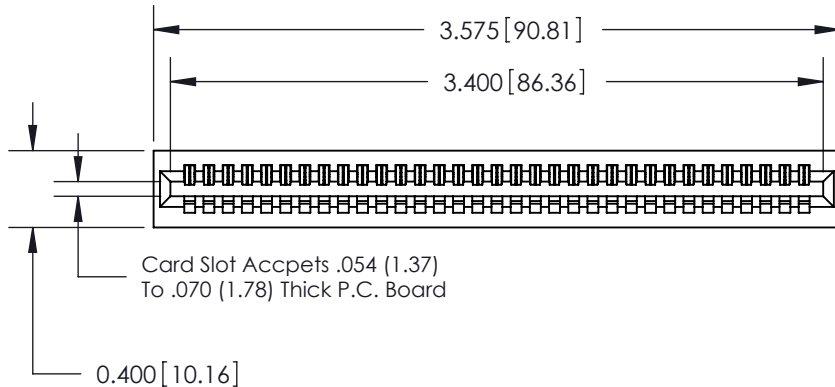 3.575[90.81]
3.400[86.36]
Card Slot Accpets .054 (1.37)
To .070 (1.78) Thick P.C. Board
0.400[10.16]